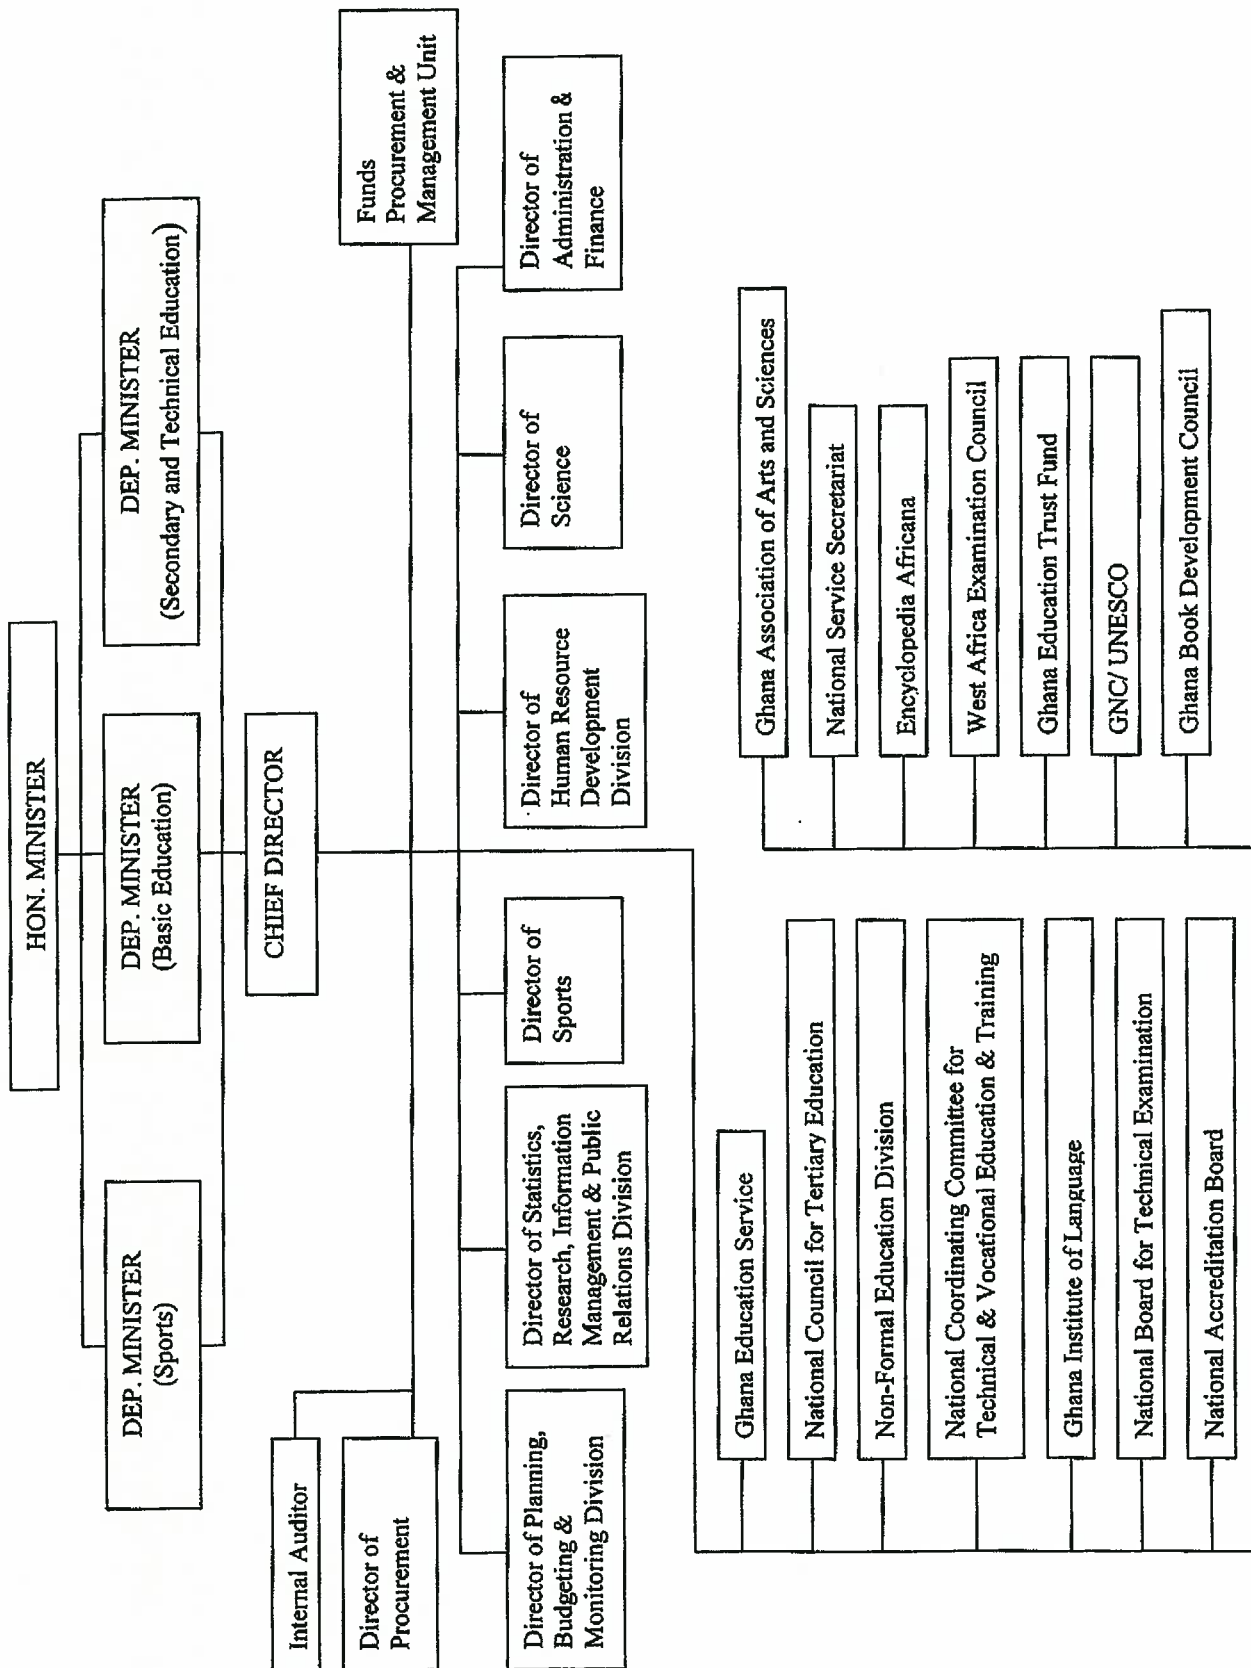 HON. MINISTER
DEP. MINISTER
(Sports)
DEP. MINISTER
(Basic Education)
DEP. MINISTER
(Secondary and Technical Education)
CHIEF DIRECTOR
Internal Auditor
Director of
Procurement
Funds
Procurement &
Management Unit
Director of Planning,
Budgeting &
Monitoring Division
Director of Statistics,
Research, Information
Management & Public
Relations Division
Director of
Sports
Director of
Human Resource
Development
Division
Director of
Science
Director of
Administration &
Finance
Ghana Education Service
National Council for Tertiary Education
Non-Formal Education Division
National Coordinating Committee for
Technical & Vocational Education & Training
Ghana Institute of Language
National Board for Technical Examination
National Accreditation Board
Ghana Association of Arts and Sciences
National Service Secretariat
Encyclopedia Africana
West Africa Examination Council
Ghana Education Trust Fund
GNC/ UNESCO
Ghana Book Development Council